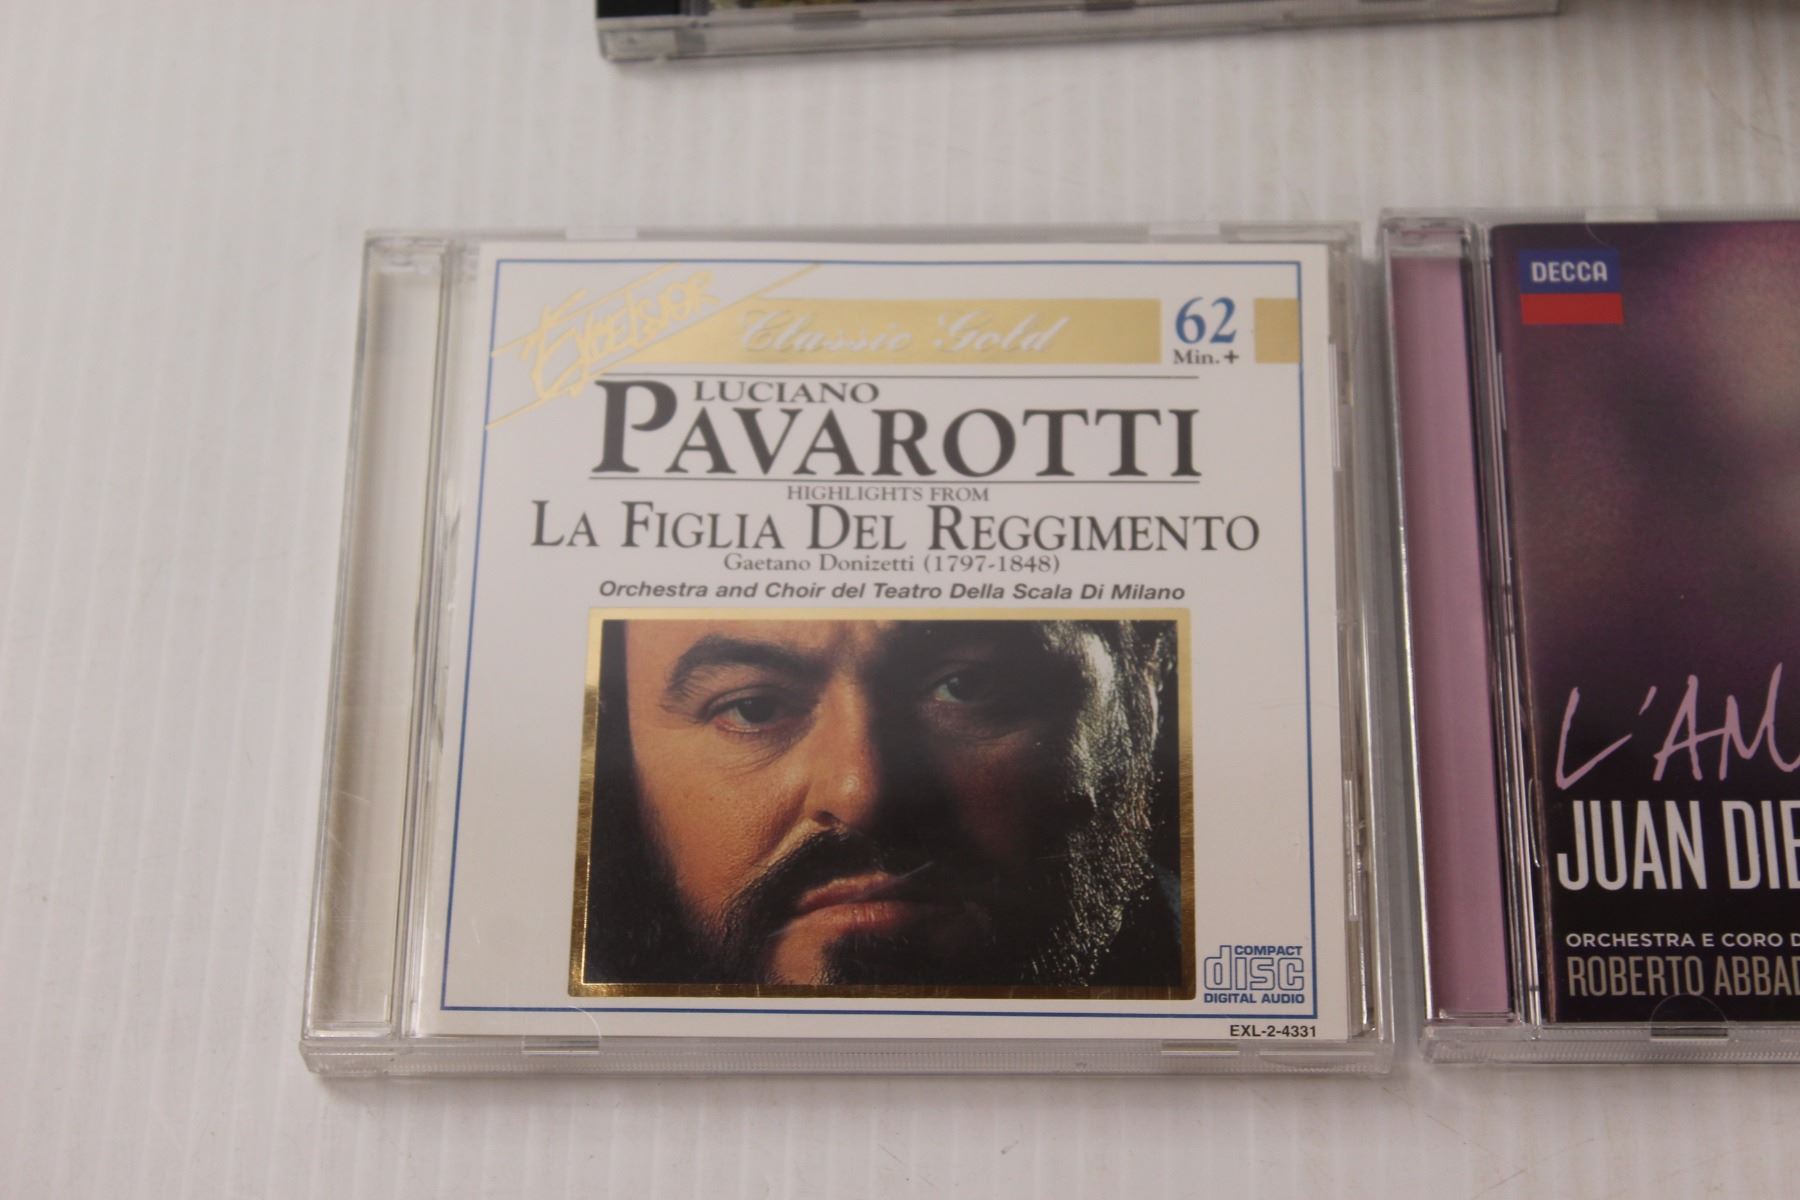 Excelsior
Classic Gold
62
Min.+
LUCIANO
PAVAROTTI
HIGHLIGHTS FROM
LA FIGLIA DEL REGGIMENTO
Gaetano Donizetti (1797-1848)
Orchestra and Choir del Teatro Della Scala Di Milano
COMPACT
disc
DIGITAL AUDIO
EXL-2-4331
DECCA
L'AM
JUAN DIE
ORCHESTRA E CORO D
ROBERTO ABBAD